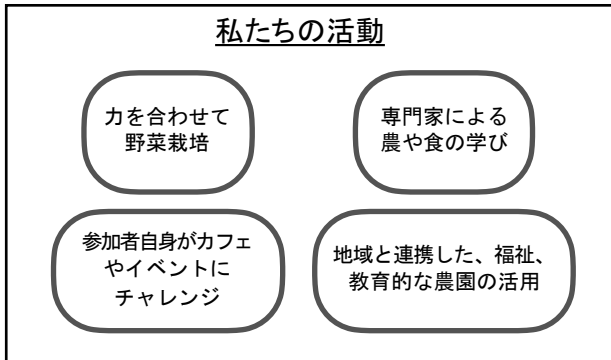 私たちの活動
力を合わせて
野菜栽培
専門家による
農や食の学び
参加者自身がカフェ
やイベントに
チャレンジ
地域と連携した、福祉、
教育的な農園の活用